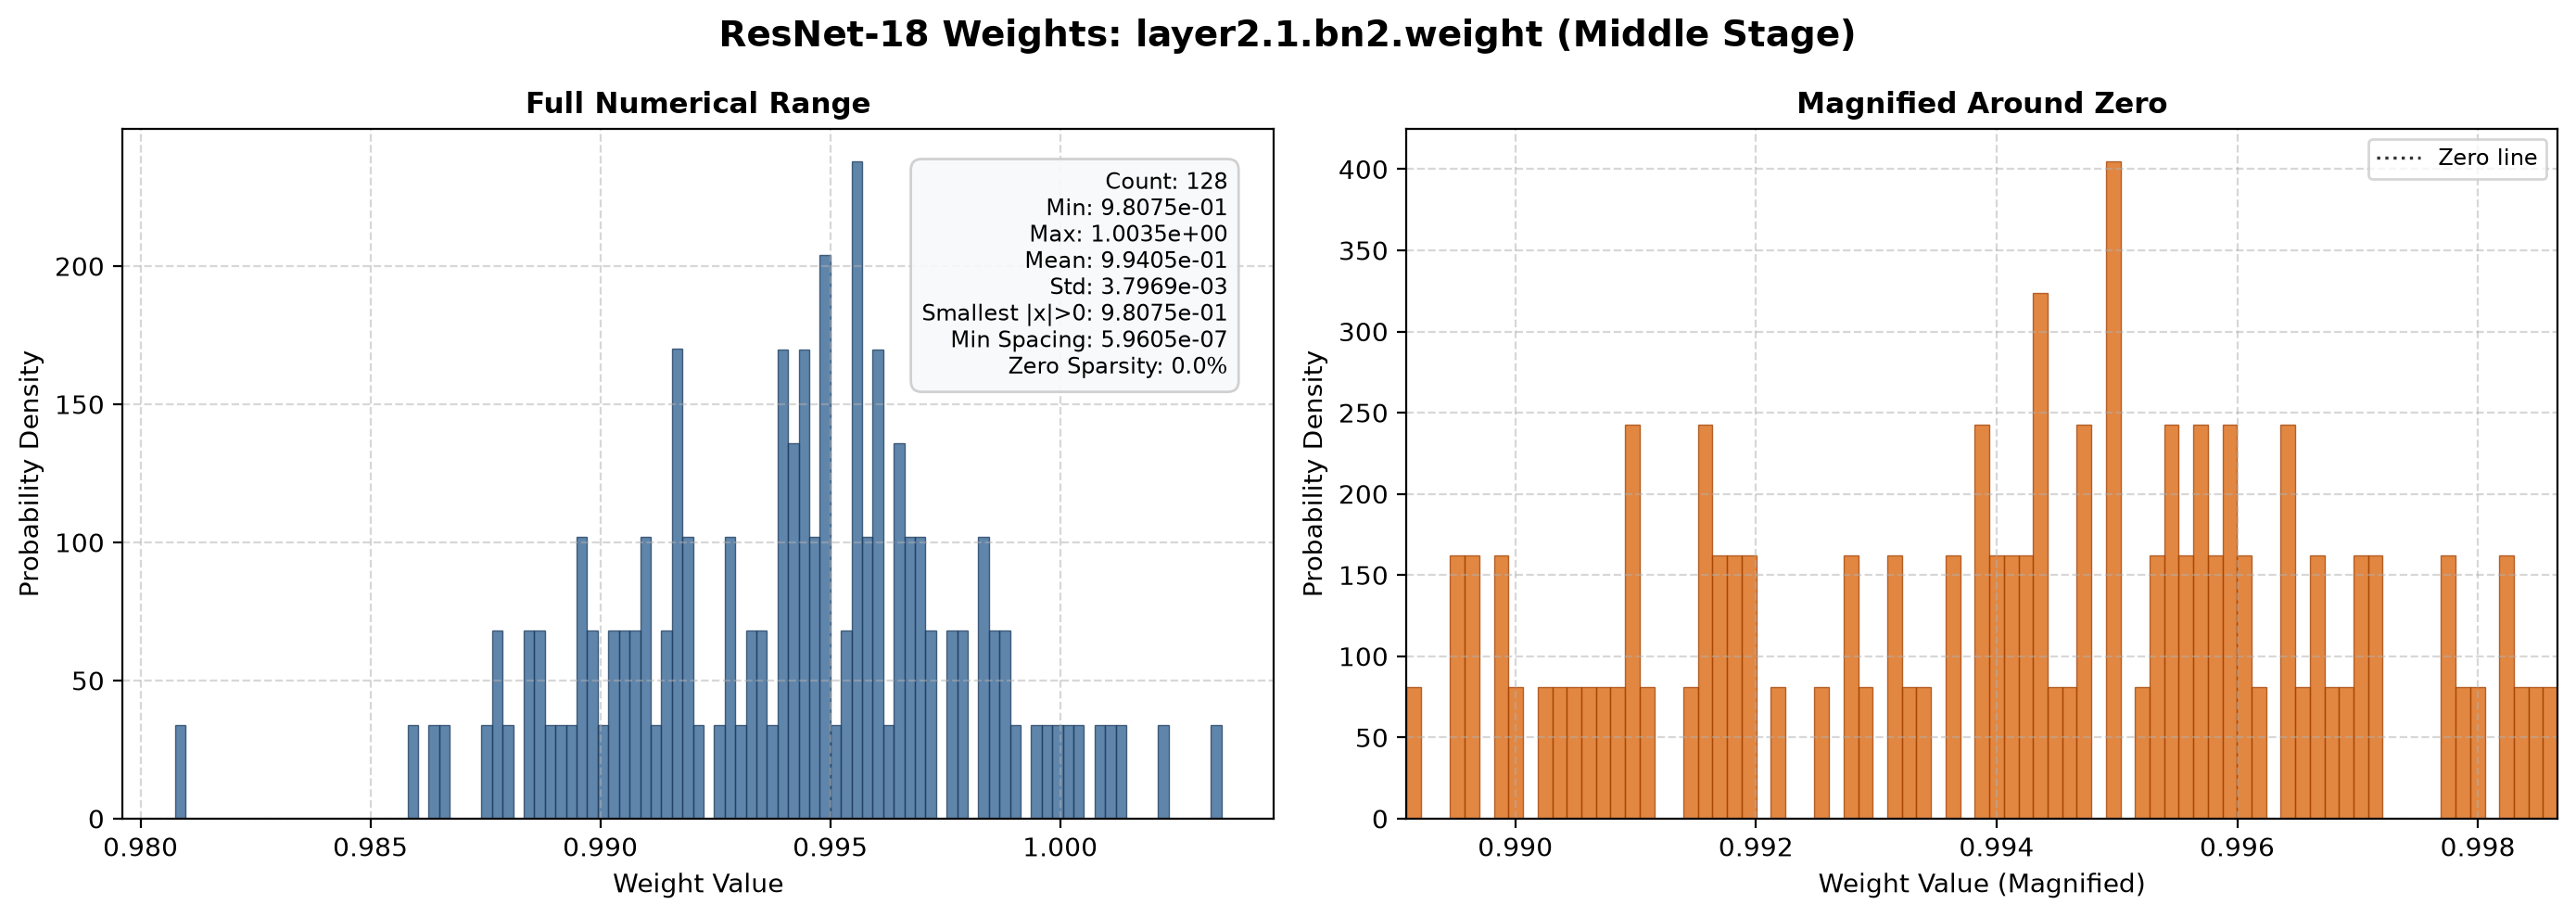 ResNet-18 Weights: layer2.1.bn2.weight (Middle Stage)
Full Numerical Range
Probability Density
0
50
100
150
200
Count: 128
Min: 9.8075e-01
Max: 1.0035e+00
Mean: 9.9405e-01
Std: 3.7969e-03
Smallest |x|>0: 9.8075e-01
Min Spacing: 5.9605e-07
Zero Sparsity: 0.0%
0.980 0.985 0.990 0.995 1.000
Weight Value
Magnified Around Zero
Probability Density
0
50
100
150
200
250
300
350
400
Zero line
0.990 0.992 0.994 0.996 0.998
Weight Value (Magnified)